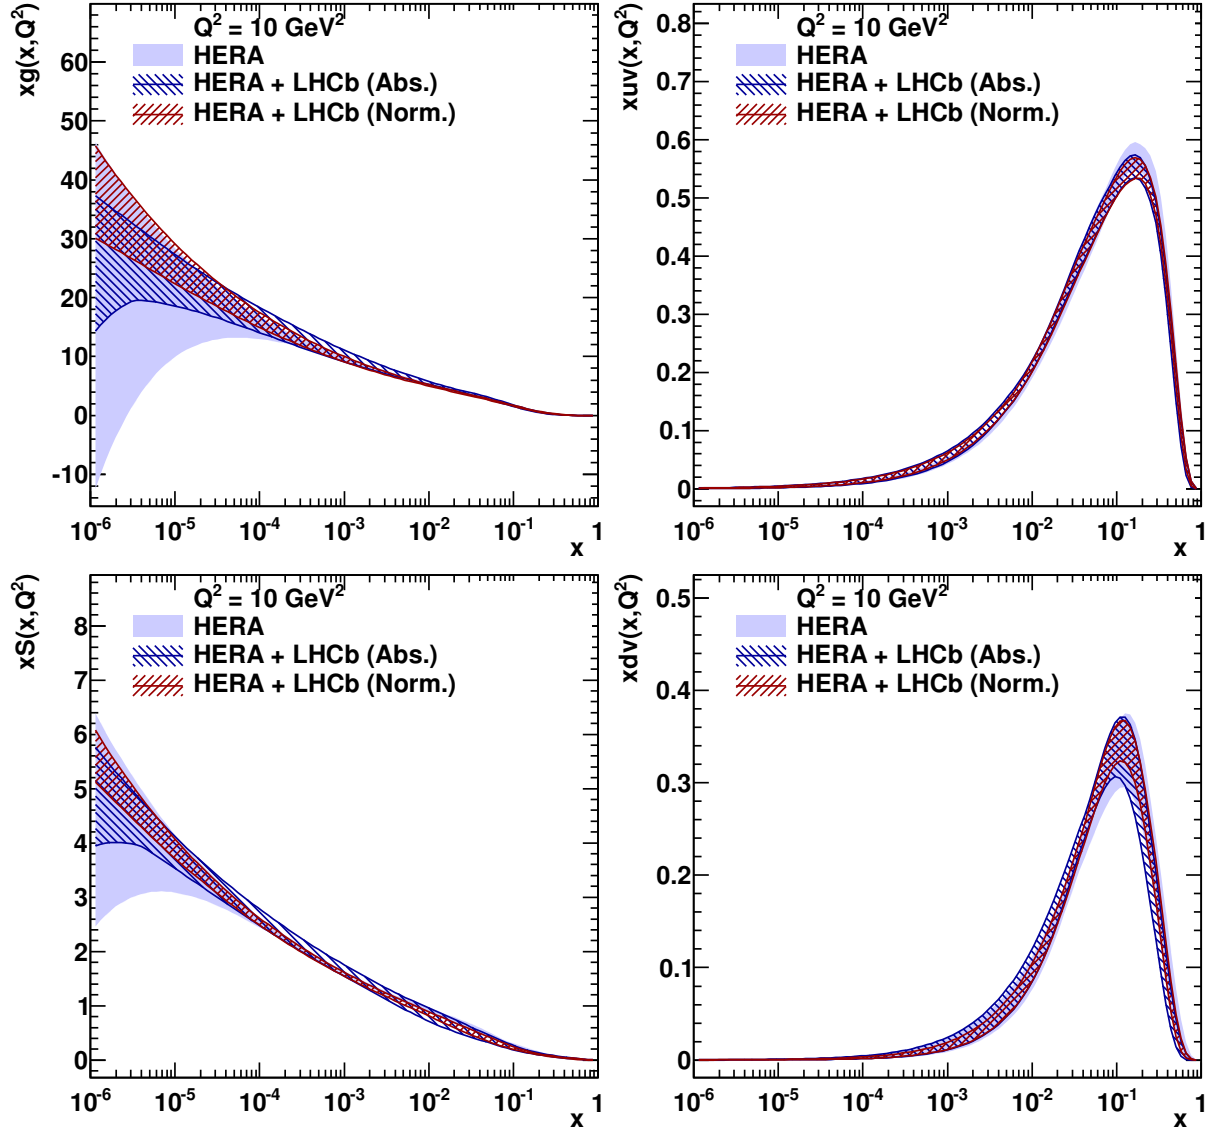 xg(x,Q²)
Q² = 10 GeV²
HERA
HERA + LHCb (Abs.)
HERA + LHCb (Norm.)
60
50
40
30
20
10
0
-10
10⁻⁶ 10⁻⁵ 10⁻⁴ 10⁻³ 10⁻² 10⁻¹ 1
x
xuv(x,Q²)
Q² = 10 GeV²
HERA
HERA + LHCb (Abs.)
HERA + LHCb (Norm.)
0.8
0.7
0.6
0.5
0.4
0.3
0.2
0.1
0
10⁻⁶ 10⁻⁵ 10⁻⁴ 10⁻³ 10⁻² 10⁻¹ 1
x
xS(x,Q²)
Q² = 10 GeV²
HERA
HERA + LHCb (Abs.)
HERA + LHCb (Norm.)
8
7
6
5
4
3
2
1
0
10⁻⁶ 10⁻⁵ 10⁻⁴ 10⁻³ 10⁻² 10⁻¹ 1
x
xdv(x,Q²)
Q² = 10 GeV²
HERA
HERA + LHCb (Abs.)
HERA + LHCb (Norm.)
0.5
0.4
0.3
0.2
0.1
0
10⁻⁶ 10⁻⁵ 10⁻⁴ 10⁻³ 10⁻² 10⁻¹ 1
x